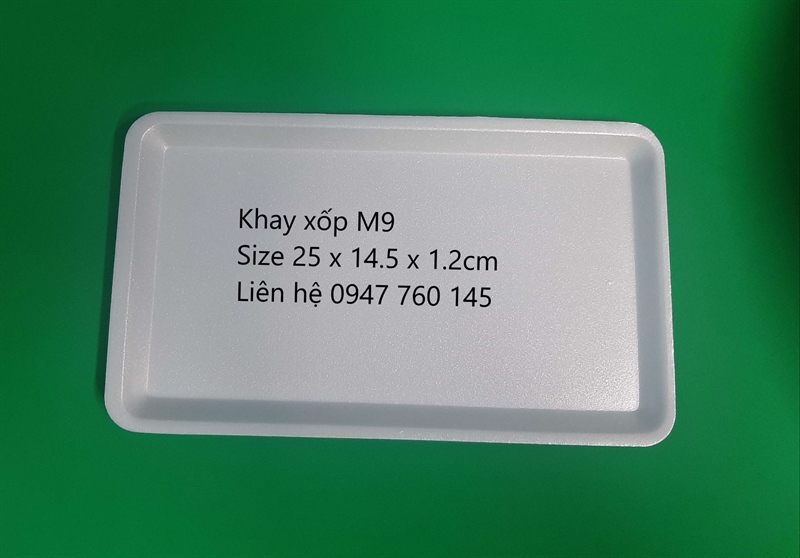 Khay xốp M9
Size 25 x 14.5 x 1.2cm
Liên hệ 0947 760 145